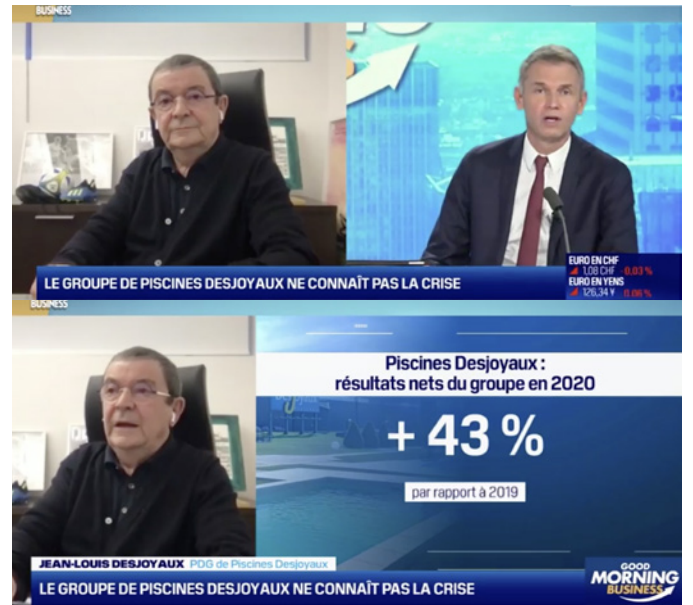 BUSINESS
LE GROUPE DE PISCINES DESJOYAUX NE CONNAÎT PAS LA CRISE
EURO EN CHF
1,08 CHF -0,03 %
EURO EN YENS
126,34 ¥ 0,06 %
BUSINESS
Piscines Desjoyaux :
résultats nets du groupe en 2020
+ 43 %
par rapport à 2019
JEAN-LOUIS DESJOYAUX PDG de Piscines Desjoyaux
LE GROUPE DE PISCINES DESJOYAUX NE CONNAÎT PAS LA CRISE
GOOD
MORNING
BUSINESS